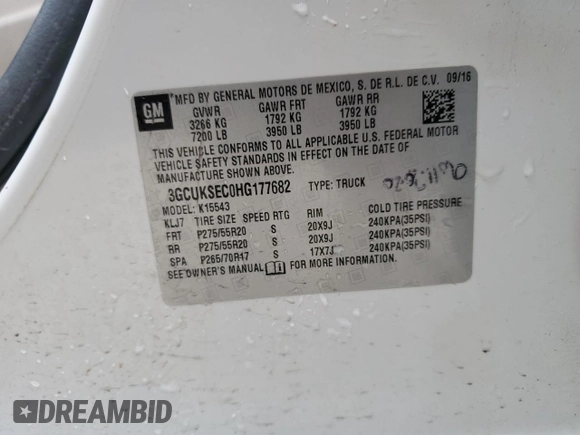 GM
MFD BY GENERAL MOTORS DE MEXICO, S. DE R.L. DE C.V. 09/16
GVWR GAWR FRT GAWR RR
3266 KG 1792 KG 1792 KG
7200 LB 3950 LB 3950 LB
THIS VEHICLE CONFORMS TO ALL APPLICABLE U.S. FEDERAL MOTOR
VEHICLE SAFETY STANDARDS IN EFFECT ON THE DATE OF
MANUFACTURE SHOWN ABOVE.
3GCUKSEC0HG177682 TYPE: TRUCK
MODEL: K15543
KLJ7 TIRE SIZE SPEED RTG RIM COLD TIRE PRESSURE
FRT P275/55R20 S 20X9J 240KPA(35PSI)
RR P275/55R20 S 20X9J 240KPA(35PSI)
SPA P265/70R17 S 17X7J 240KPA(35PSI)
SEE OWNER'S MANUAL FOR MORE INFORMATION.
DREAMBID